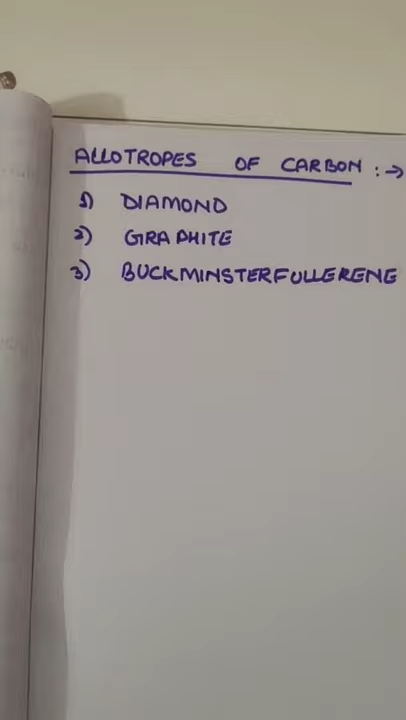 ALLOTROPES OF CARBON :→
1) DIAMOND
2) GRAPHITE
3) BUCKMINSTERFULLERENE